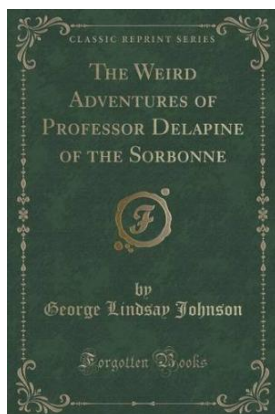 CLASSIC REPRINT SERIES
THE WEIRD
ADVENTURES OF
PROFESSOR DELAPINE
OF THE SORBONNE
F
by
George Lindsay Johnson
Forgotten Books